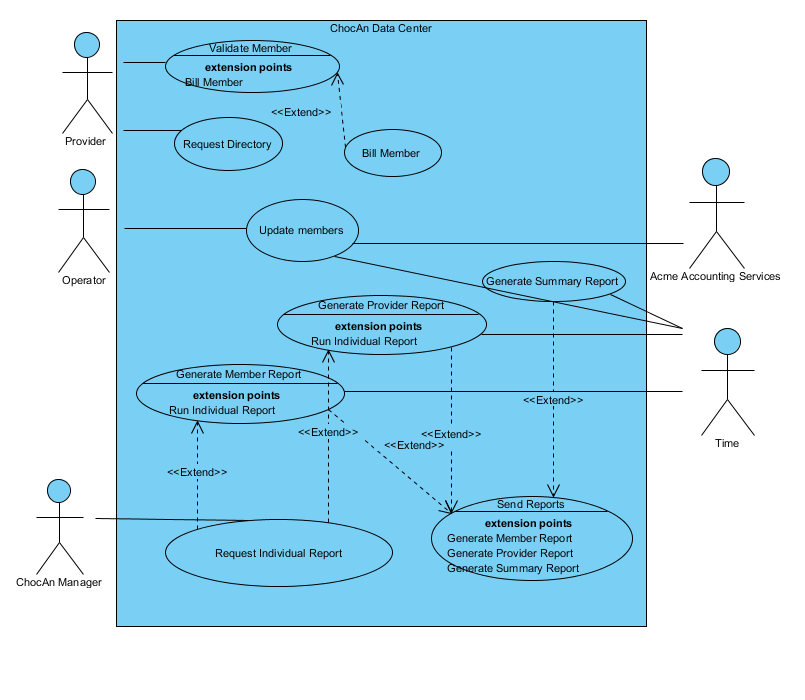 ChocAn Data Center
Validate Member
extension points
Bill Member
<<Extend>>
Provider
Request Directory
Bill Member
Operator
Update members
Acme Accounting Services
Generate Summary Report
Generate Provider Report
extension points
Run Individual Report
Generate Member Report
extension points
Run Individual Report
<<Extend>>
<<Extend>>
<<Extend>>
<<Extend>>
Time
<<Extend>>
Send Reports
extension points
Generate Member Report
Generate Provider Report
Generate Summary Report
Request Individual Report
ChocAn Manager